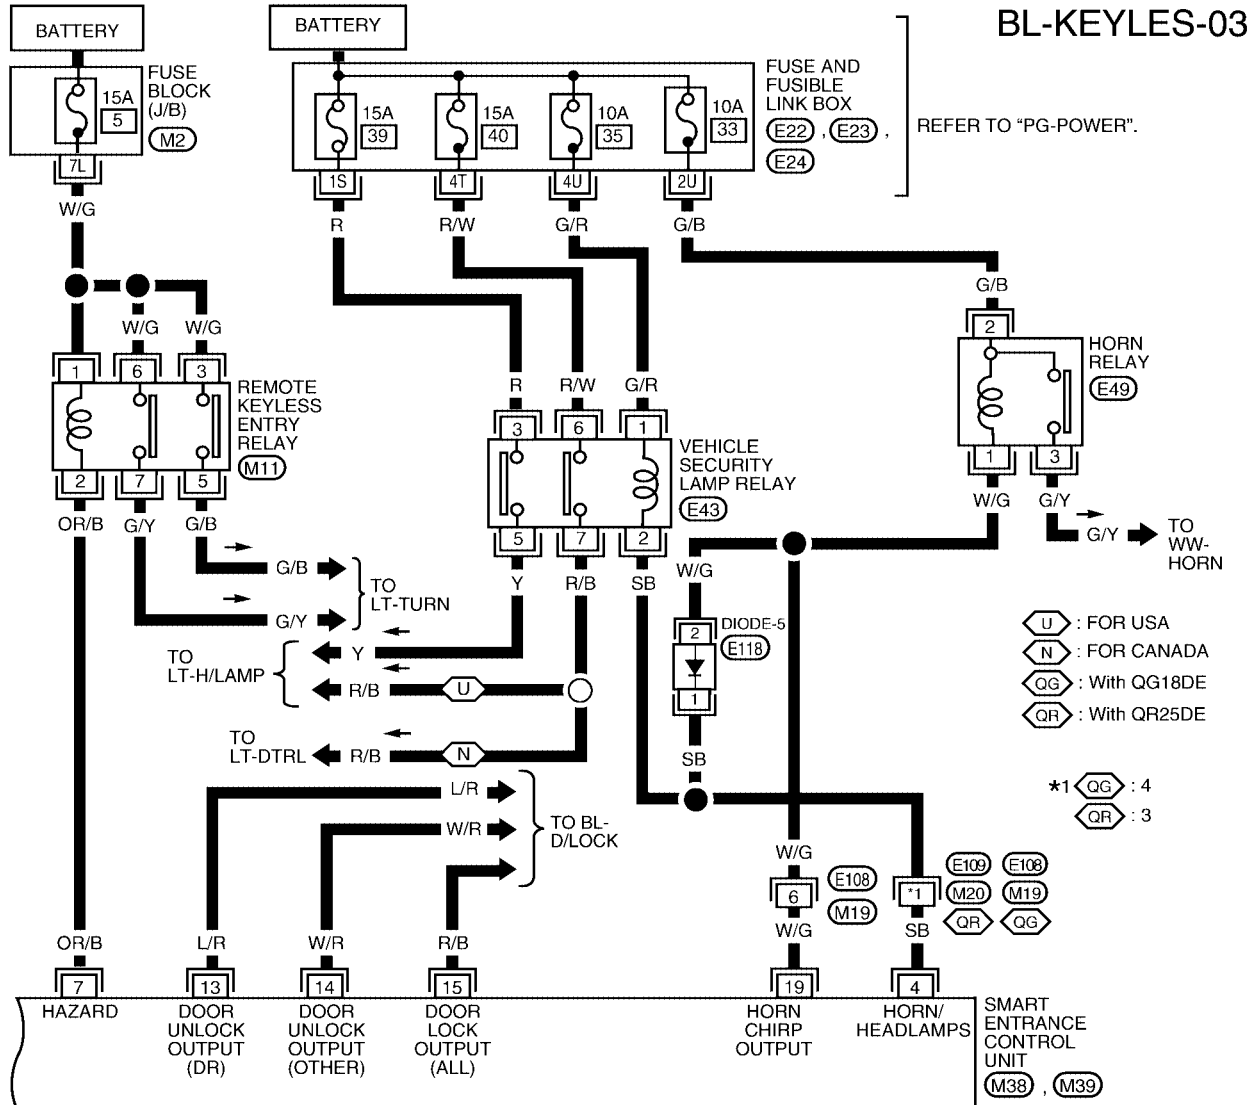 BL-KEYLES-03
BATTERY
BATTERY
FUSE
BLOCK
(J/B)
M2
15A
5
7L
W/G
15A
39
15A
40
10A
35
10A
33
FUSE AND
FUSIBLE
LINK BOX
E22 , E23 ,
E24
REFER TO "PG-POWER".
1S
4T
4U
2U
R
R/W
G/R
G/B
G/B
W/G
W/G
1
6
3
REMOTE
KEYLESS
ENTRY
RELAY
M11
2
7
5
OR/B
G/Y
G/B
R
R/W
G/R
3
6
1
VEHICLE
SECURITY
LAMP RELAY
E43
5
7
2
Y
R/B
SB
2
HORN
RELAY
E49
1
3
W/G
G/Y
G/Y
TO
WW-
HORN
G/B
G/Y
TO
LT-TURN
TO
LT-H/LAMP
Y
R/B
U
TO
LT-DTRL
R/B
N
W/G
2
DIODE-5
E118
1
SB
U : FOR USA
N : FOR CANADA
QG : With QG18DE
QR : With QR25DE
*1 QG : 4
QR : 3
L/R
W/R
TO BL-
D/LOCK
W/G
6
E108
M19
W/G
E109
E108
*1
M20
M19
QR
QG
SB
OR/B
L/R
W/R
R/B
7
13
14
15
19
4
HAZARD
DOOR
UNLOCK
OUTPUT
(DR)
DOOR
UNLOCK
OUTPUT
(OTHER)
DOOR
LOCK
OUTPUT
(ALL)
HORN
CHIRP
OUTPUT
HORN/
HEADLAMPS
SMART
ENTRANCE
CONTROL
UNIT
M38 , M39